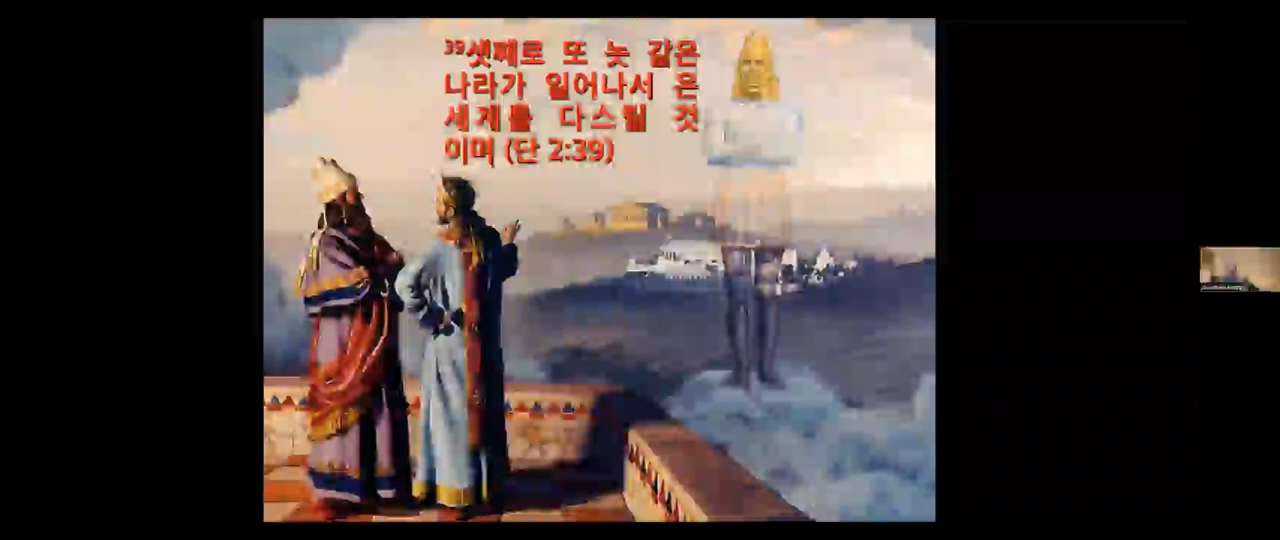 39셋째로 또 놋 같은
나라가 일어나서 온
세계를 다스릴 것
이며 (단 2:39)